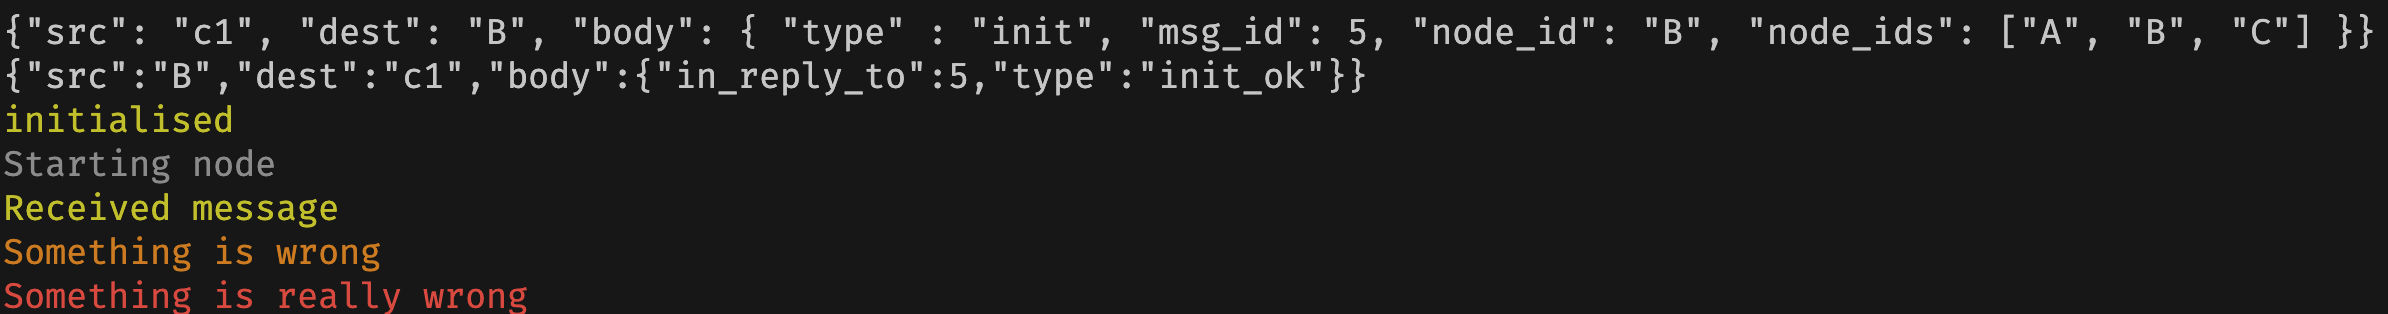 {"src": "c1", "dest": "B", "body": { "type" : "init", "msg_id": 5, "node_id": "B", "node_ids": ["A", "B", "C"] }}
{"src":"B","dest":"c1","body":{"in_reply_to":5,"type":"init_ok"}}
initialised
Starting node
Received message
Something is wrong
Something is really wrong